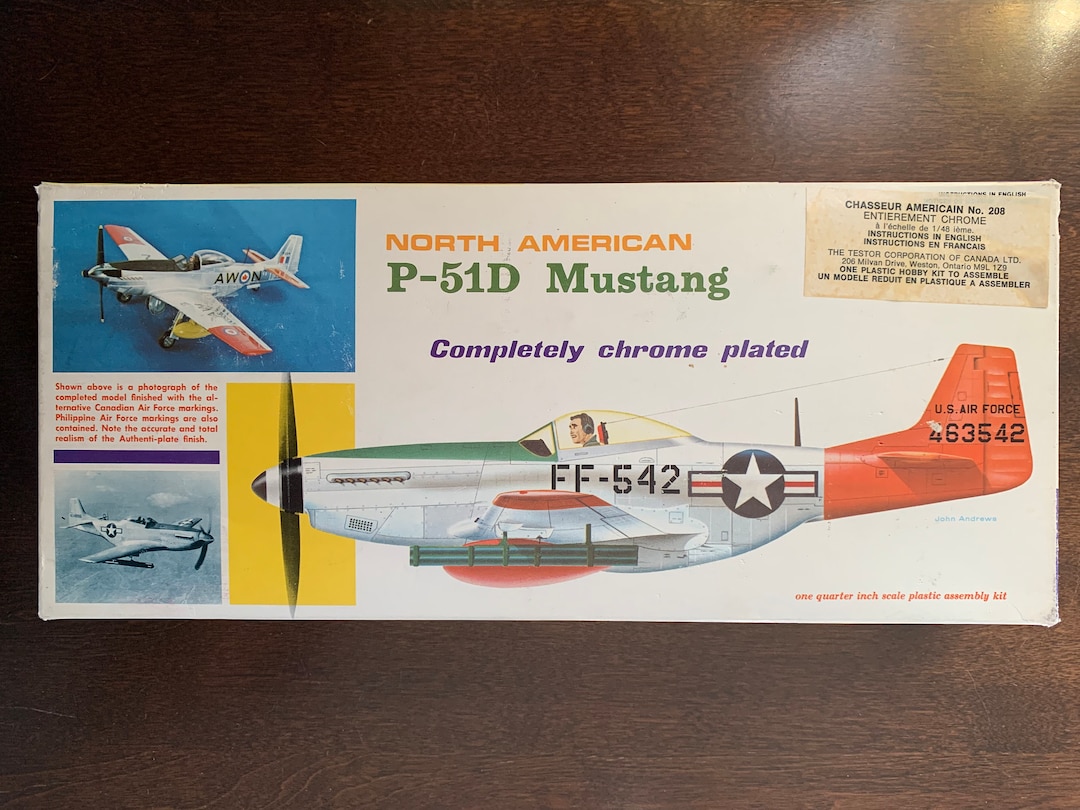 AWON
NORTH AMERICAN
P-51D Mustang
Completely chrome plated
INSTRUCTIONS IN ENGLISH
CHASSEUR AMERICAIN No. 208
ENTIEREMENT CHROME
à l'échelle de 1/48 ième.
INSTRUCTIONS IN ENGLISH
INSTRUCTIONS EN FRANCAIS
THE TESTOR CORPORATION OF CANADA LTD.
206 Milvan Drive, Weston, Ontario M9L 1Z9
ONE PLASTIC HOBBY KIT TO ASSEMBLE
UN MODELE REDUIT EN PLASTIQUE A ASSEMBLER
Shown above is a photograph of the
completed model finished with the al-
ternative Canadian Air Force markings.
Philippine Air Force markings are also
contained. Note the accurate and total
realism of the Authenti-plate finish.
U.S. AIR FORCE
463542
FF-542
John Andrews
one quarter inch scale plastic assembly kit